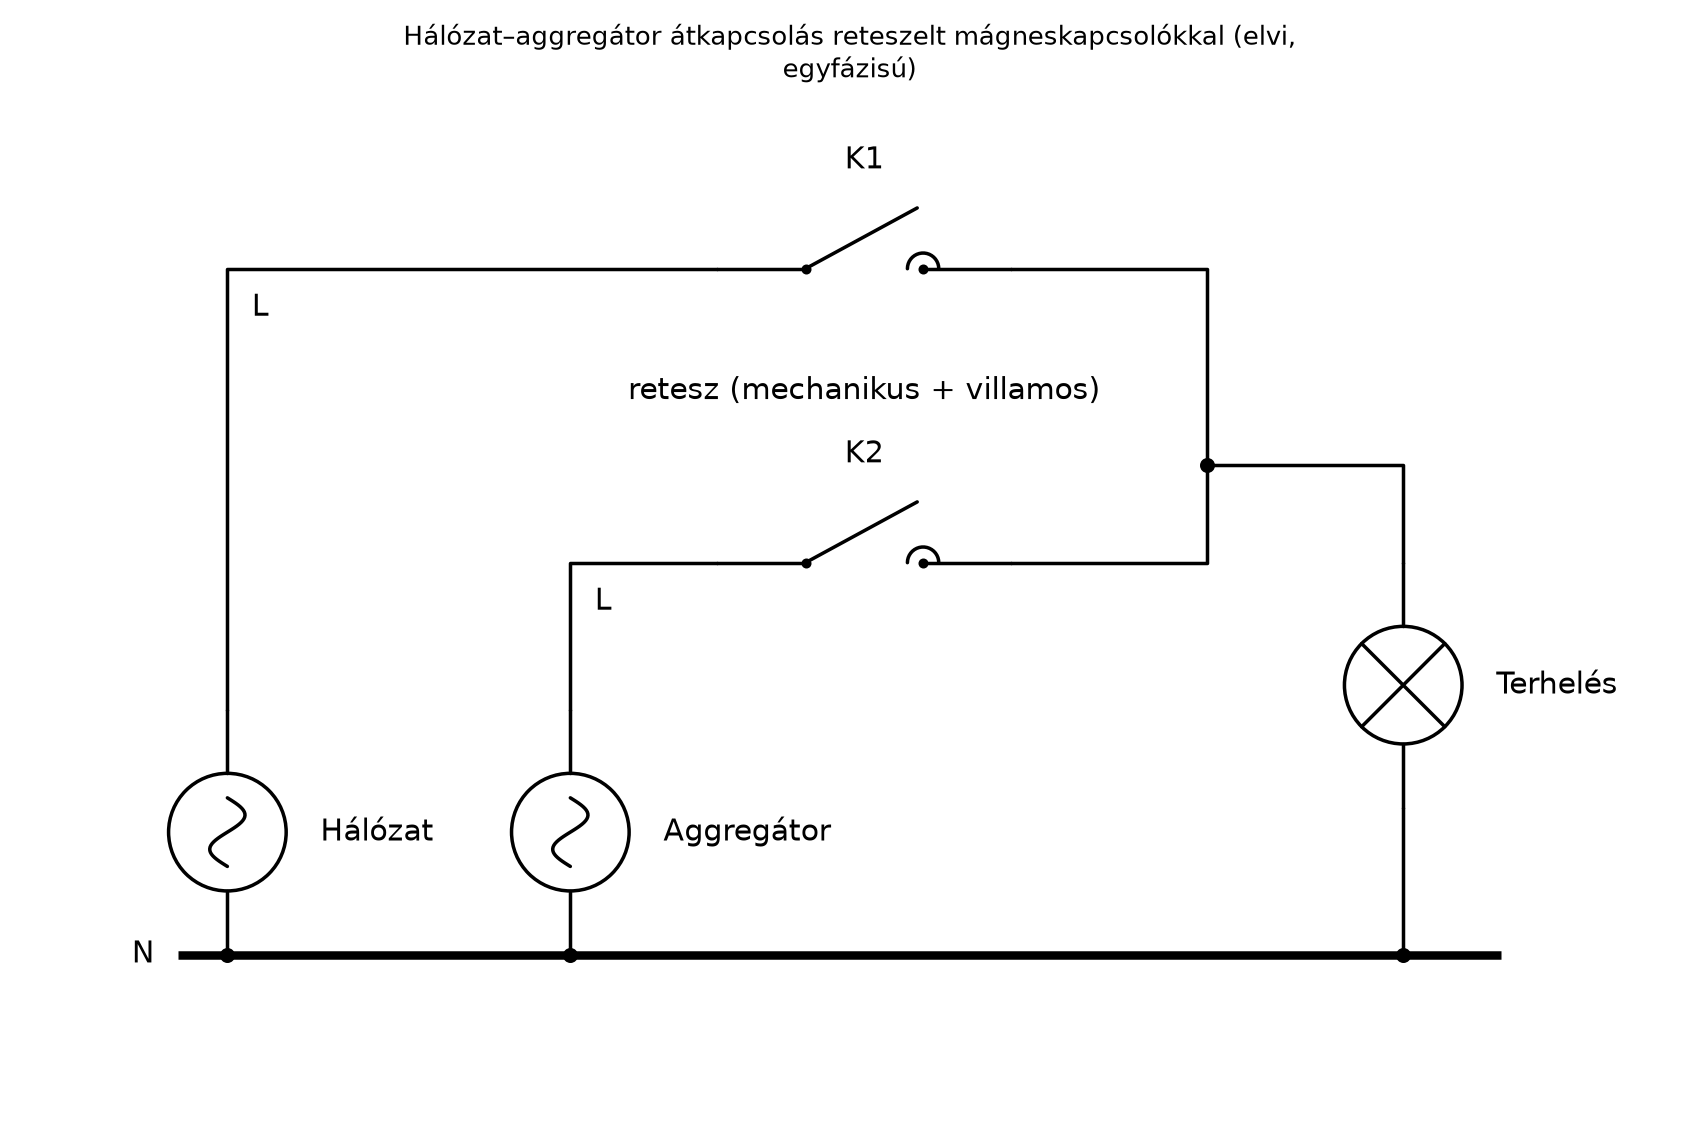 Hálózat–aggregátor átkapcsolás reteszelt mágneskapcsolókkal (elvi,
egyfázisú)
K1
L
retesz (mechanikus + villamos)
K2
L
Terhelés
Hálózat
Aggregátor
N